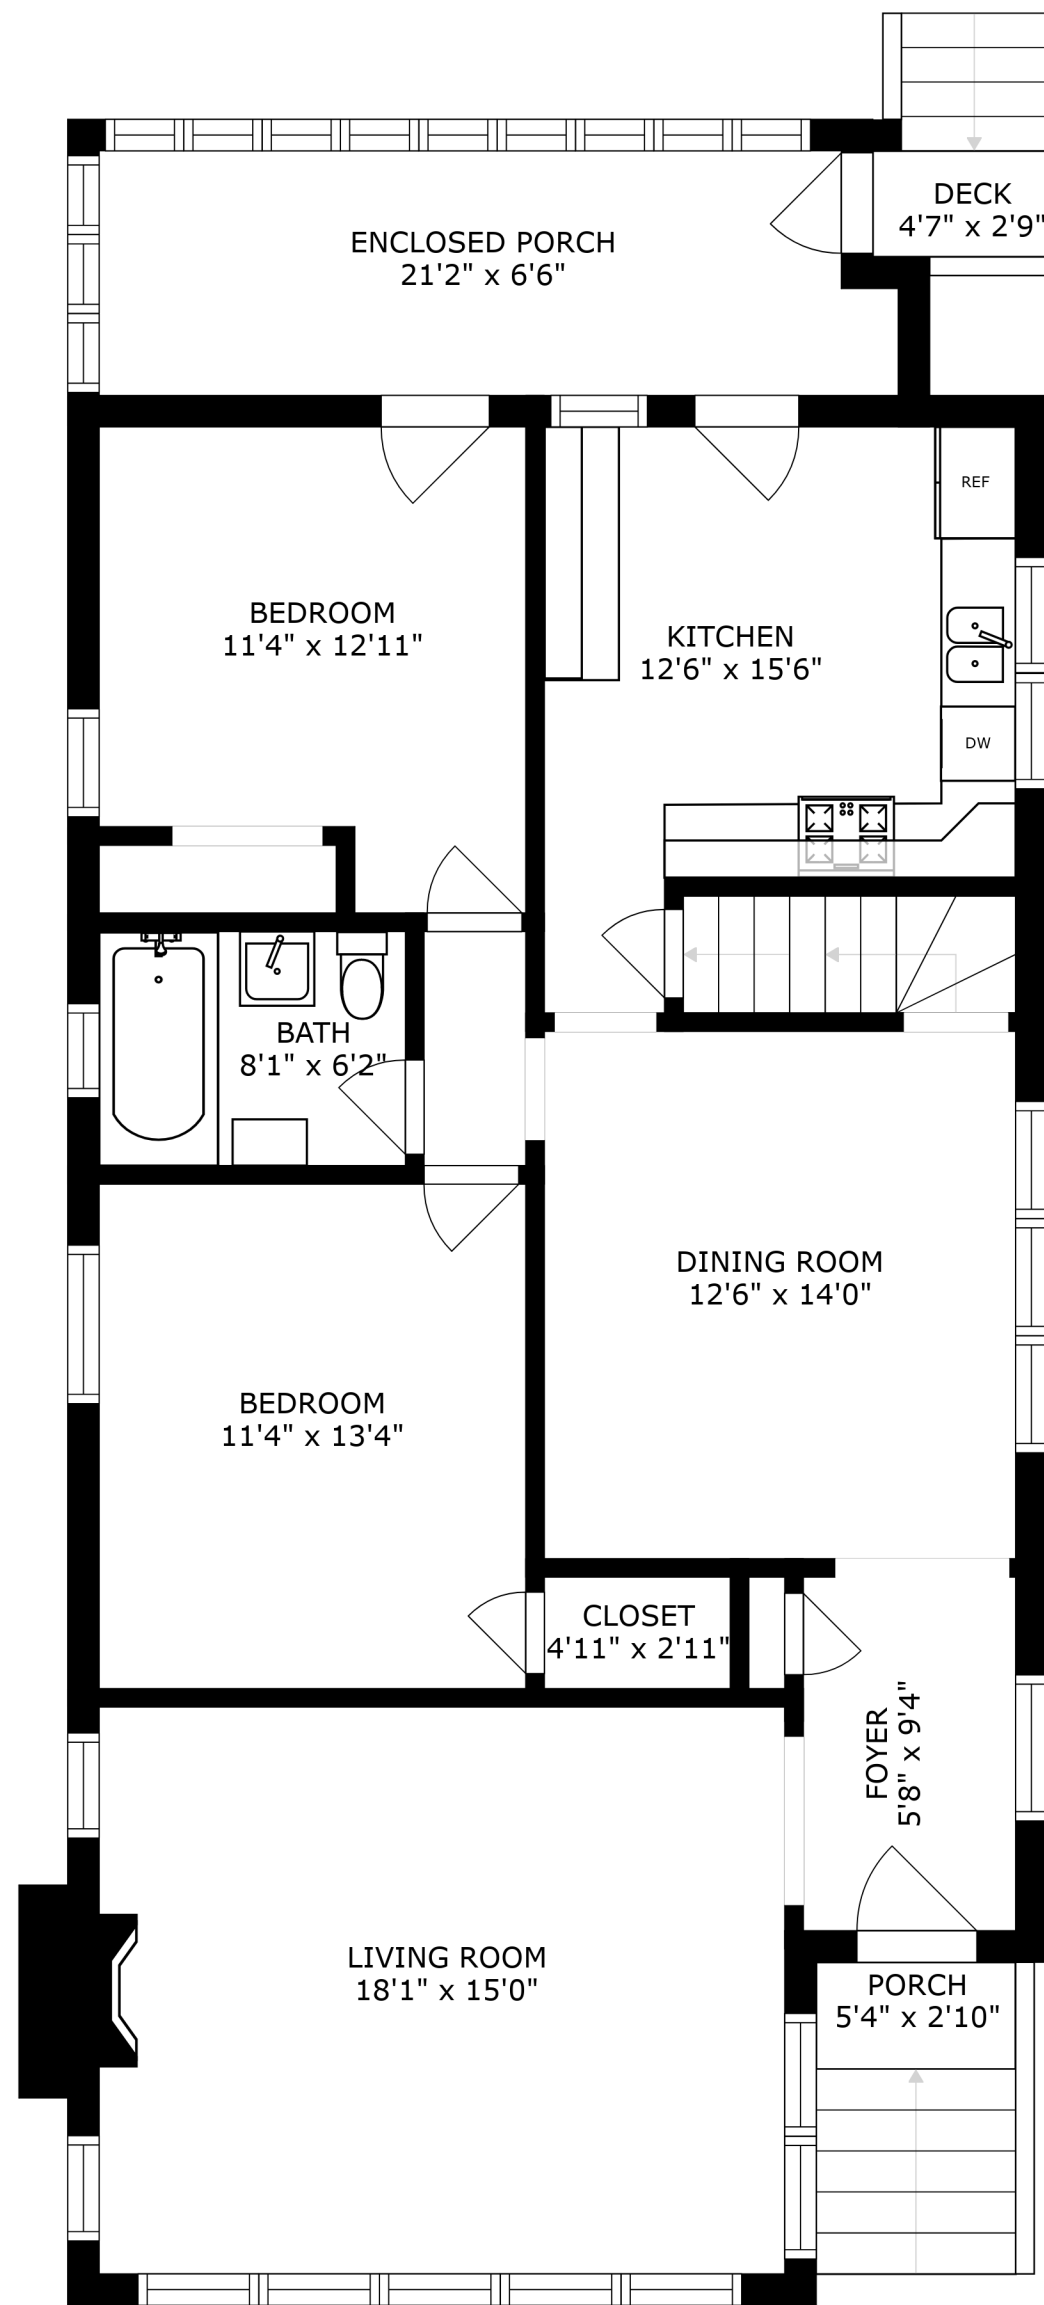 DECK
4'7" x 2'9"
ENCLOSED PORCH
21'2" x 6'6"
REF
BEDROOM
11'4" x 12'11"
KITCHEN
12'6" x 15'6"
DW
BATH
8'1" x 6'2"
DINING ROOM
12'6" x 14'0"
BEDROOM
11'4" x 13'4"
CLOSET
4'11" x 2'11"
FOYER
5'8" x 9'4"
LIVING ROOM
18'1" x 15'0"
PORCH
5'4" x 2'10"